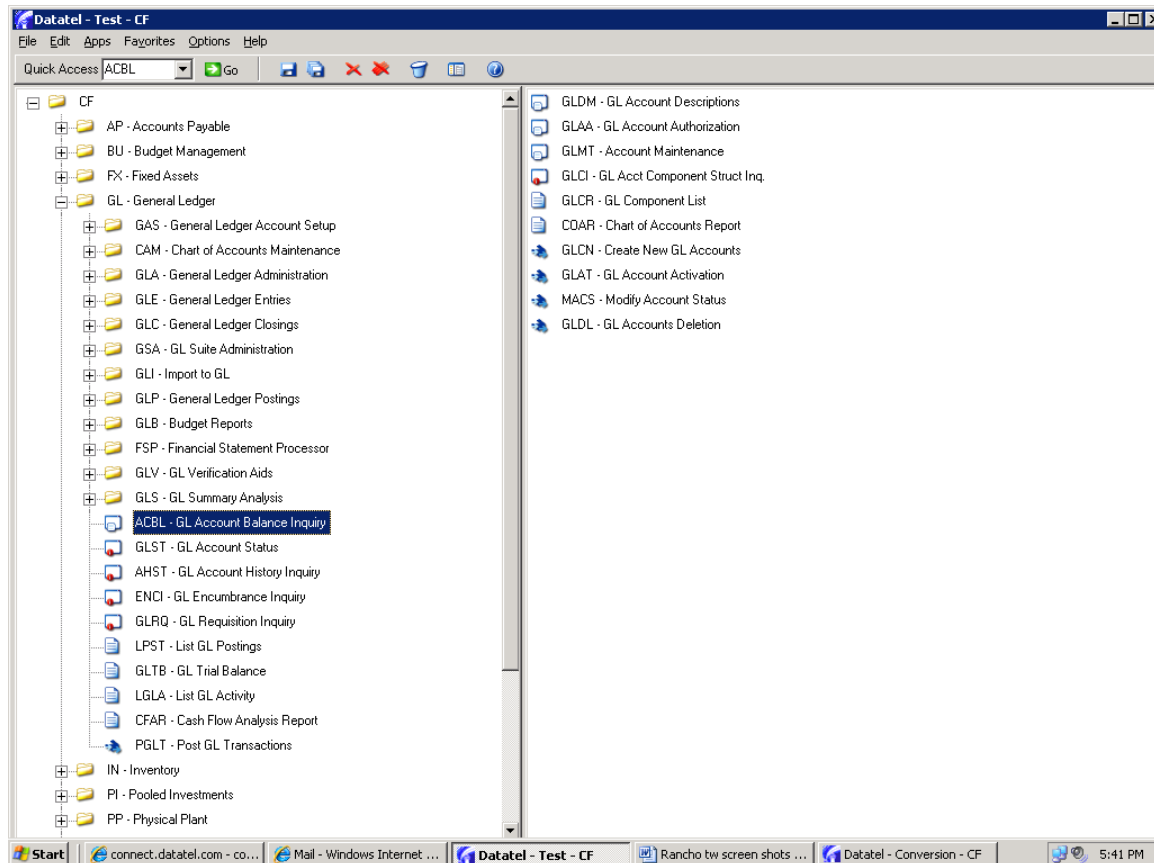 Datatel - Test - CF
File Edit Apps Favorites Options Help
Quick Access ACBL Go
CF
AP - Accounts Payable
BU - Budget Management
FX - Fixed Assets
GL - General Ledger
GAS - General Ledger Account Setup
CAM - Chart of Accounts Maintenance
GLA - General Ledger Administration
GLE - General Ledger Entries
GLC - General Ledger Closings
GSA - GL Suite Administration
GLI - Import to GL
GLP - General Ledger Postings
GLB - Budget Reports
FSP - Financial Statement Processor
GLV - GL Verification Aids
GLS - GL Summary Analysis
ACBL - GL Account Balance Inquiry
GLST - GL Account Status
AHST - GL Account History Inquiry
ENCI - GL Encumbrance Inquiry
GLRQ - GL Requisition Inquiry
LPST - List GL Postings
GLTB - GL Trial Balance
LGLA - List GL Activity
CFAR - Cash Flow Analysis Report
PGLT - Post GL Transactions
IN - Inventory
PI - Pooled Investments
PP - Physical Plant
GLDM - GL Account Descriptions
GLAA - GL Account Authorization
GLMT - Account Maintenance
GLCI - GL Acct Component Struct Inq.
GLCR - GL Component List
COAR - Chart of Accounts Report
GLCN - Create New GL Accounts
GLAT - GL Account Activation
MACS - Modify Account Status
GLDL - GL Accounts Deletion
Start connect.datatel.com - co... Mail - Windows Internet ... Datatel - Test - CF Rancho tw screen shots ... Datatel - Conversion - CF 5:41 PM